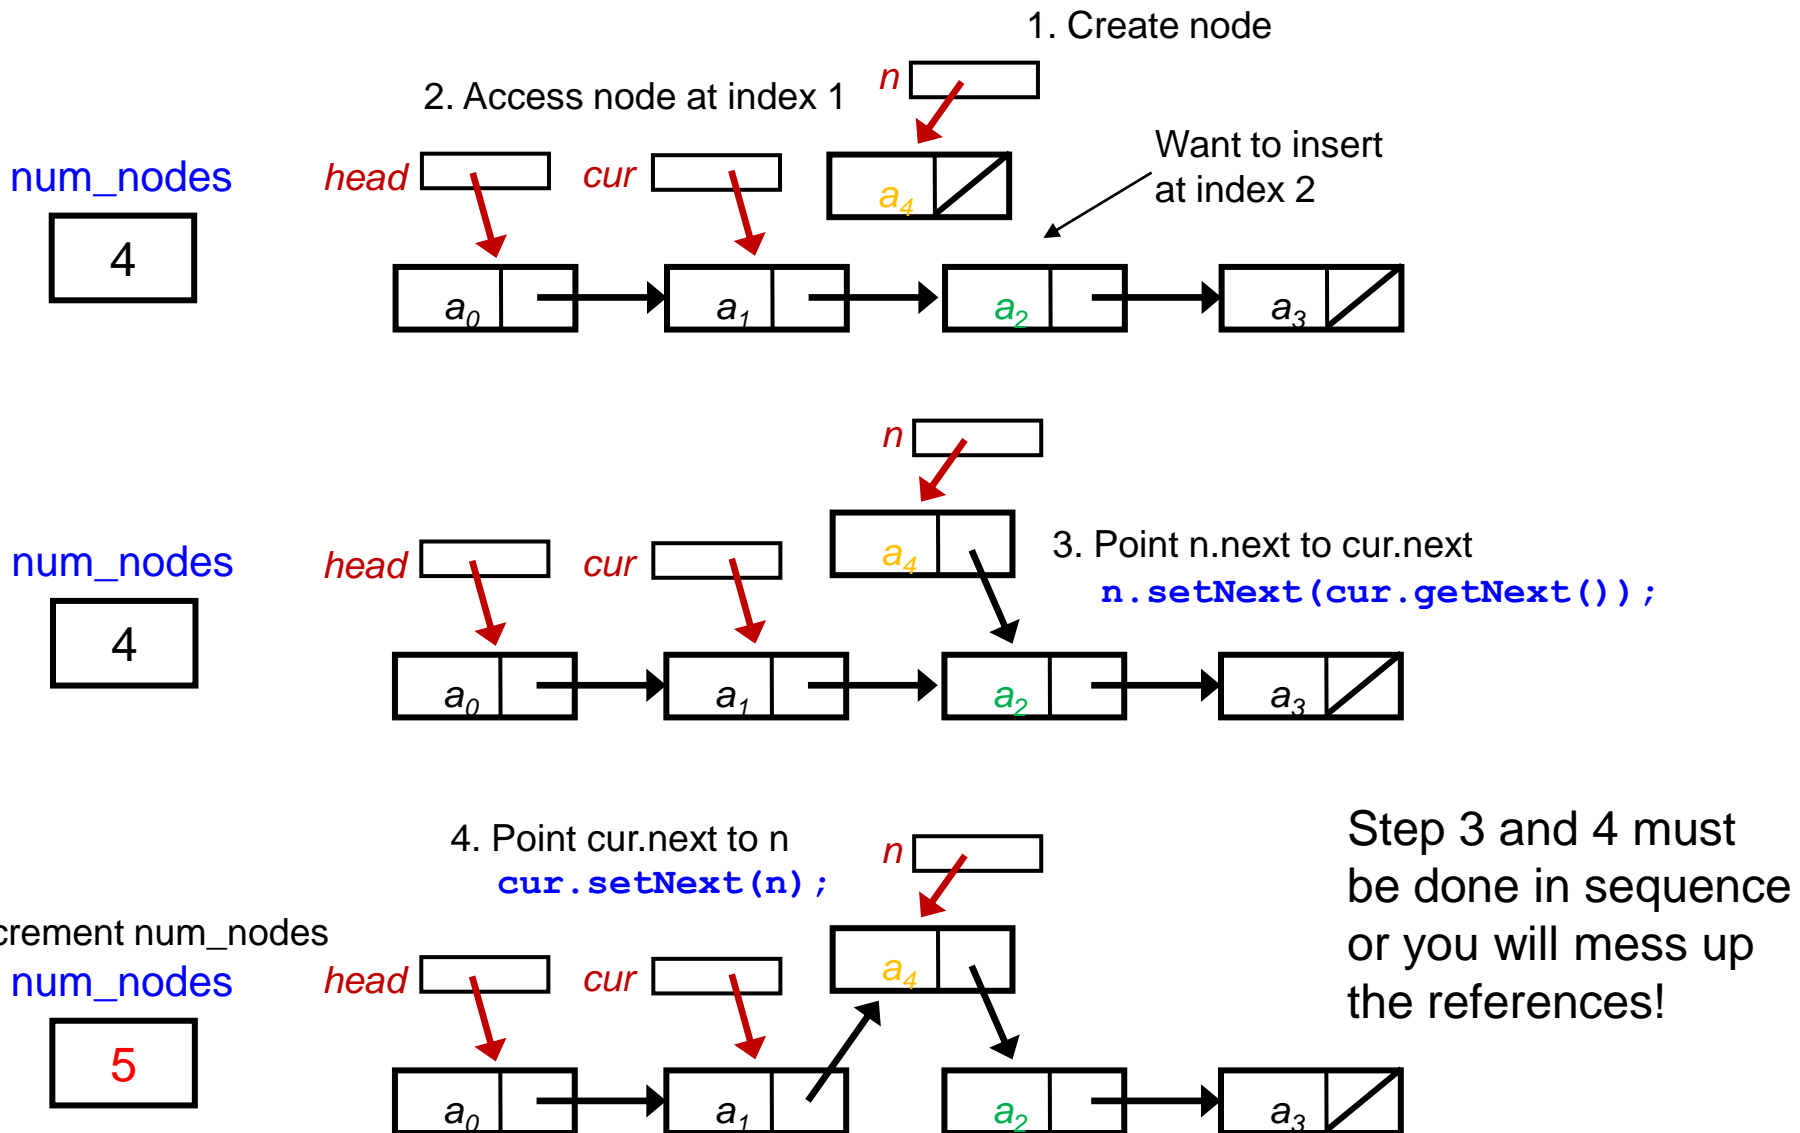 1. Create node
n
2. Access node at index 1
Want to insert
at index 2
num_nodes
head
cur
a4
4
a0
a1
a2
a3
n
num_nodes
head
cur
a4
3. Point n.next to cur.next
n.setNext(cur.getNext());
4
a0
a1
a2
a3
4. Point cur.next to n
cur.setNext(n);
n
Step 3 and 4 must
be done in sequence
or you will mess up
the references!
crement num_nodes
num_nodes
head
cur
a4
5
a0
a1
a2
a3